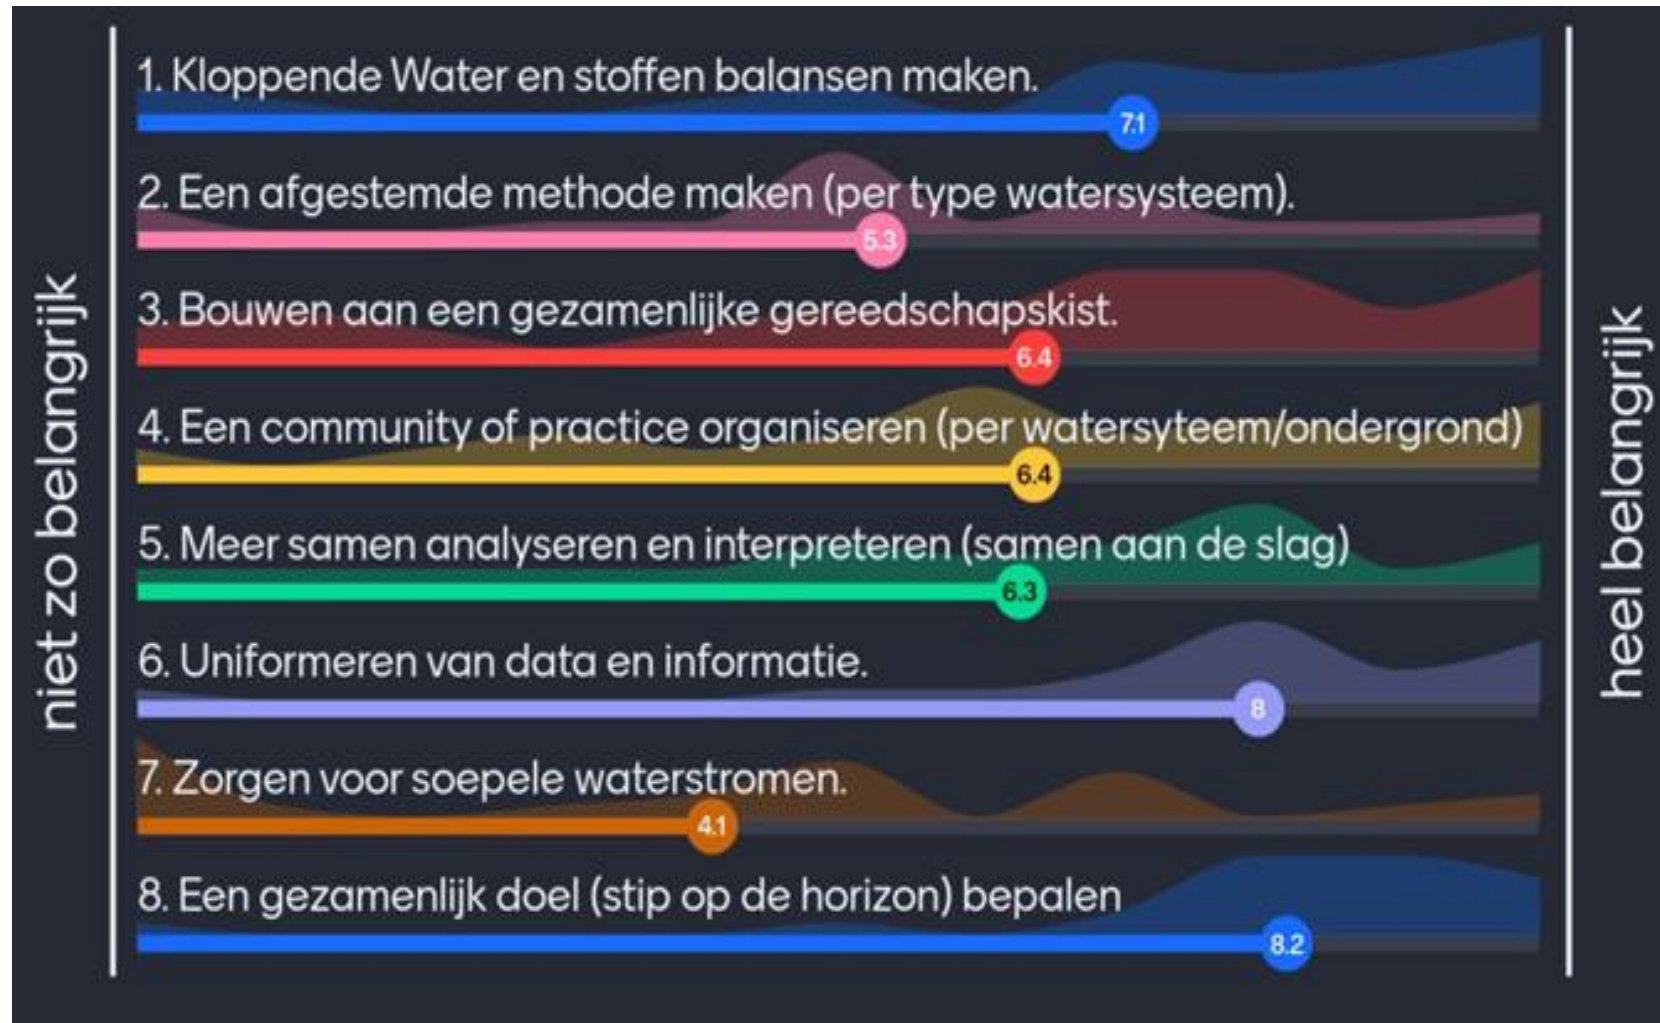 niet zo belangrijk
1. Kloppende Water en stoffen balansen maken.
7.1
2. Een afgestemde methode maken (per type watersysteem).
5.3
3. Bouwen aan een gezamenlijke gereedschapskist.
6.4
4. Een community of practice organiseren (per watersyteem/ondergrond)
6.4
5. Meer samen analyseren en interpreteren (samen aan de slag)
6.3
6. Uniformeren van data en informatie.
8
7. Zorgen voor soepele waterstromen.
4.1
8. Een gezamenlijk doel (stip op de horizon) bepalen
8.2
heel belangrijk